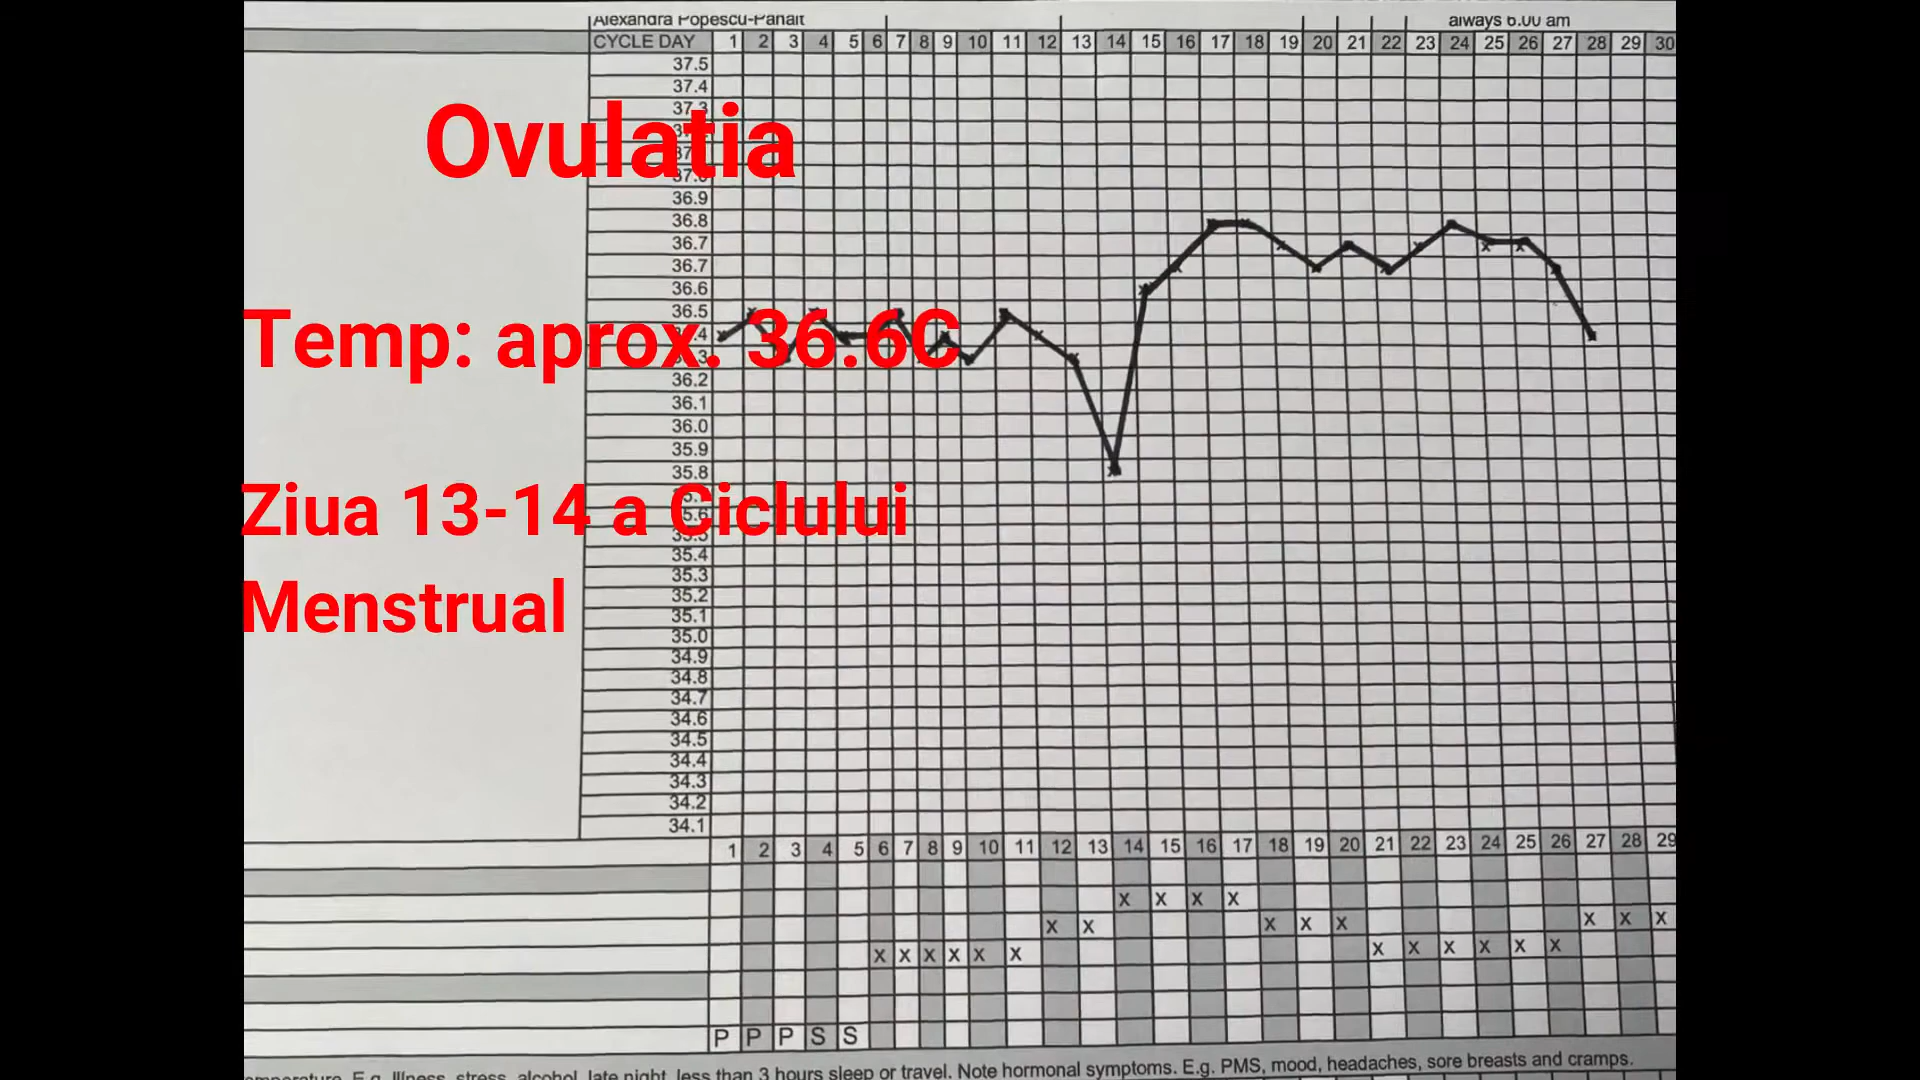 Alexandra Popescu-Panait always 6.00 am
CYCLE DAY 1 2 3 4 5 6 7 8 9 10 11 12 13 14 15 16 17 18 19 20 21 22 23 24 25 26 27 28 29 30
37.5
37.4
37.3
Ovulatia
36.9
36.8
36.7
36.7
36.6
36.5
Temp: aprox. 36.6C
36.2
36.1
36.0
35.9
35.8
Ziua 13-14 a Ciclului
35.4
35.3
Menstrual
35.2
35.1
35.0
34.9
34.8
34.7
34.6
34.5
34.4
34.3
34.2
34.1
1 2 3 4 5 6 7 8 9 10 11 12 13 14 15 16 17 18 19 20 21 22 23 24 25 26 27 28 29
x x x x
x x x x x x x x
x x x x x x x x x x x x
P P P S S
E.g. Illness, stress, alcohol, late night, less than 3 hours sleep or travel. Note hormonal symptoms. E.g. PMS, mood, headaches, sore breasts and cramps.